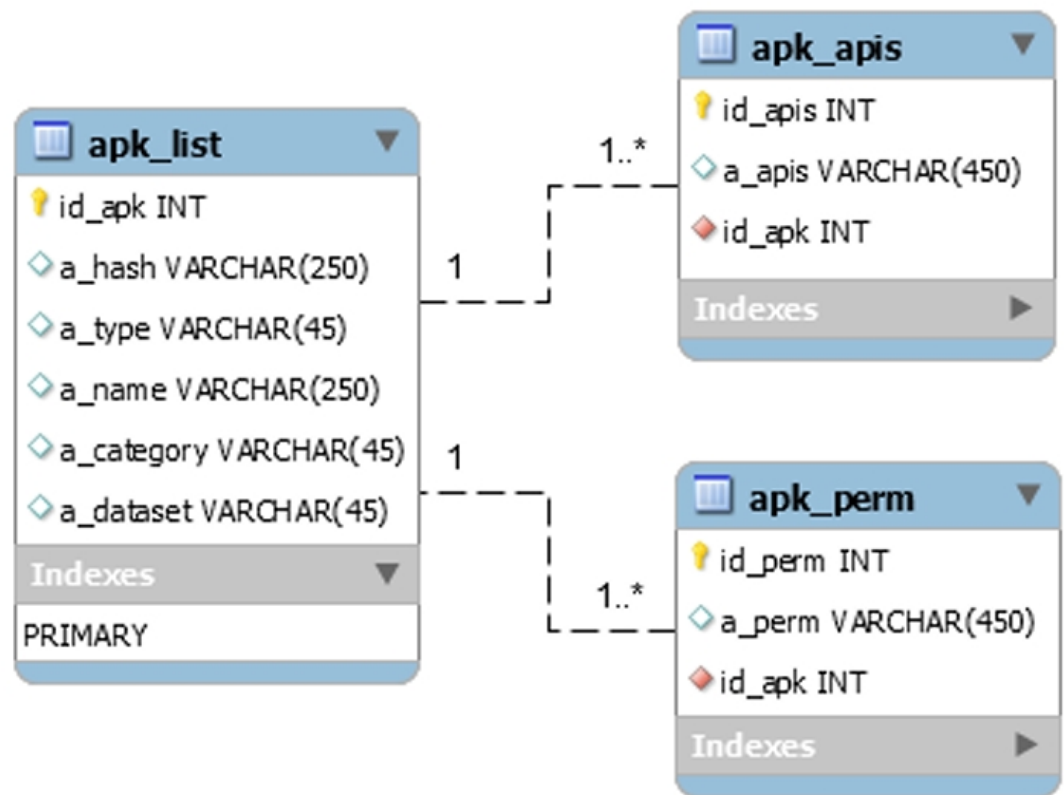 apk_list
id_apk INT
a_hash VARCHAR(250)
a_type VARCHAR(45)
a_name VARCHAR(250)
a_category VARCHAR(45)
a_dataset VARCHAR(45)
Indexes
PRIMARY
1
1..*
1
1..*
apk_apis
id_apis INT
a_apis VARCHAR(450)
id_apk INT
Indexes
apk_perm
id_perm INT
a_perm VARCHAR(450)
id_apk INT
Indexes